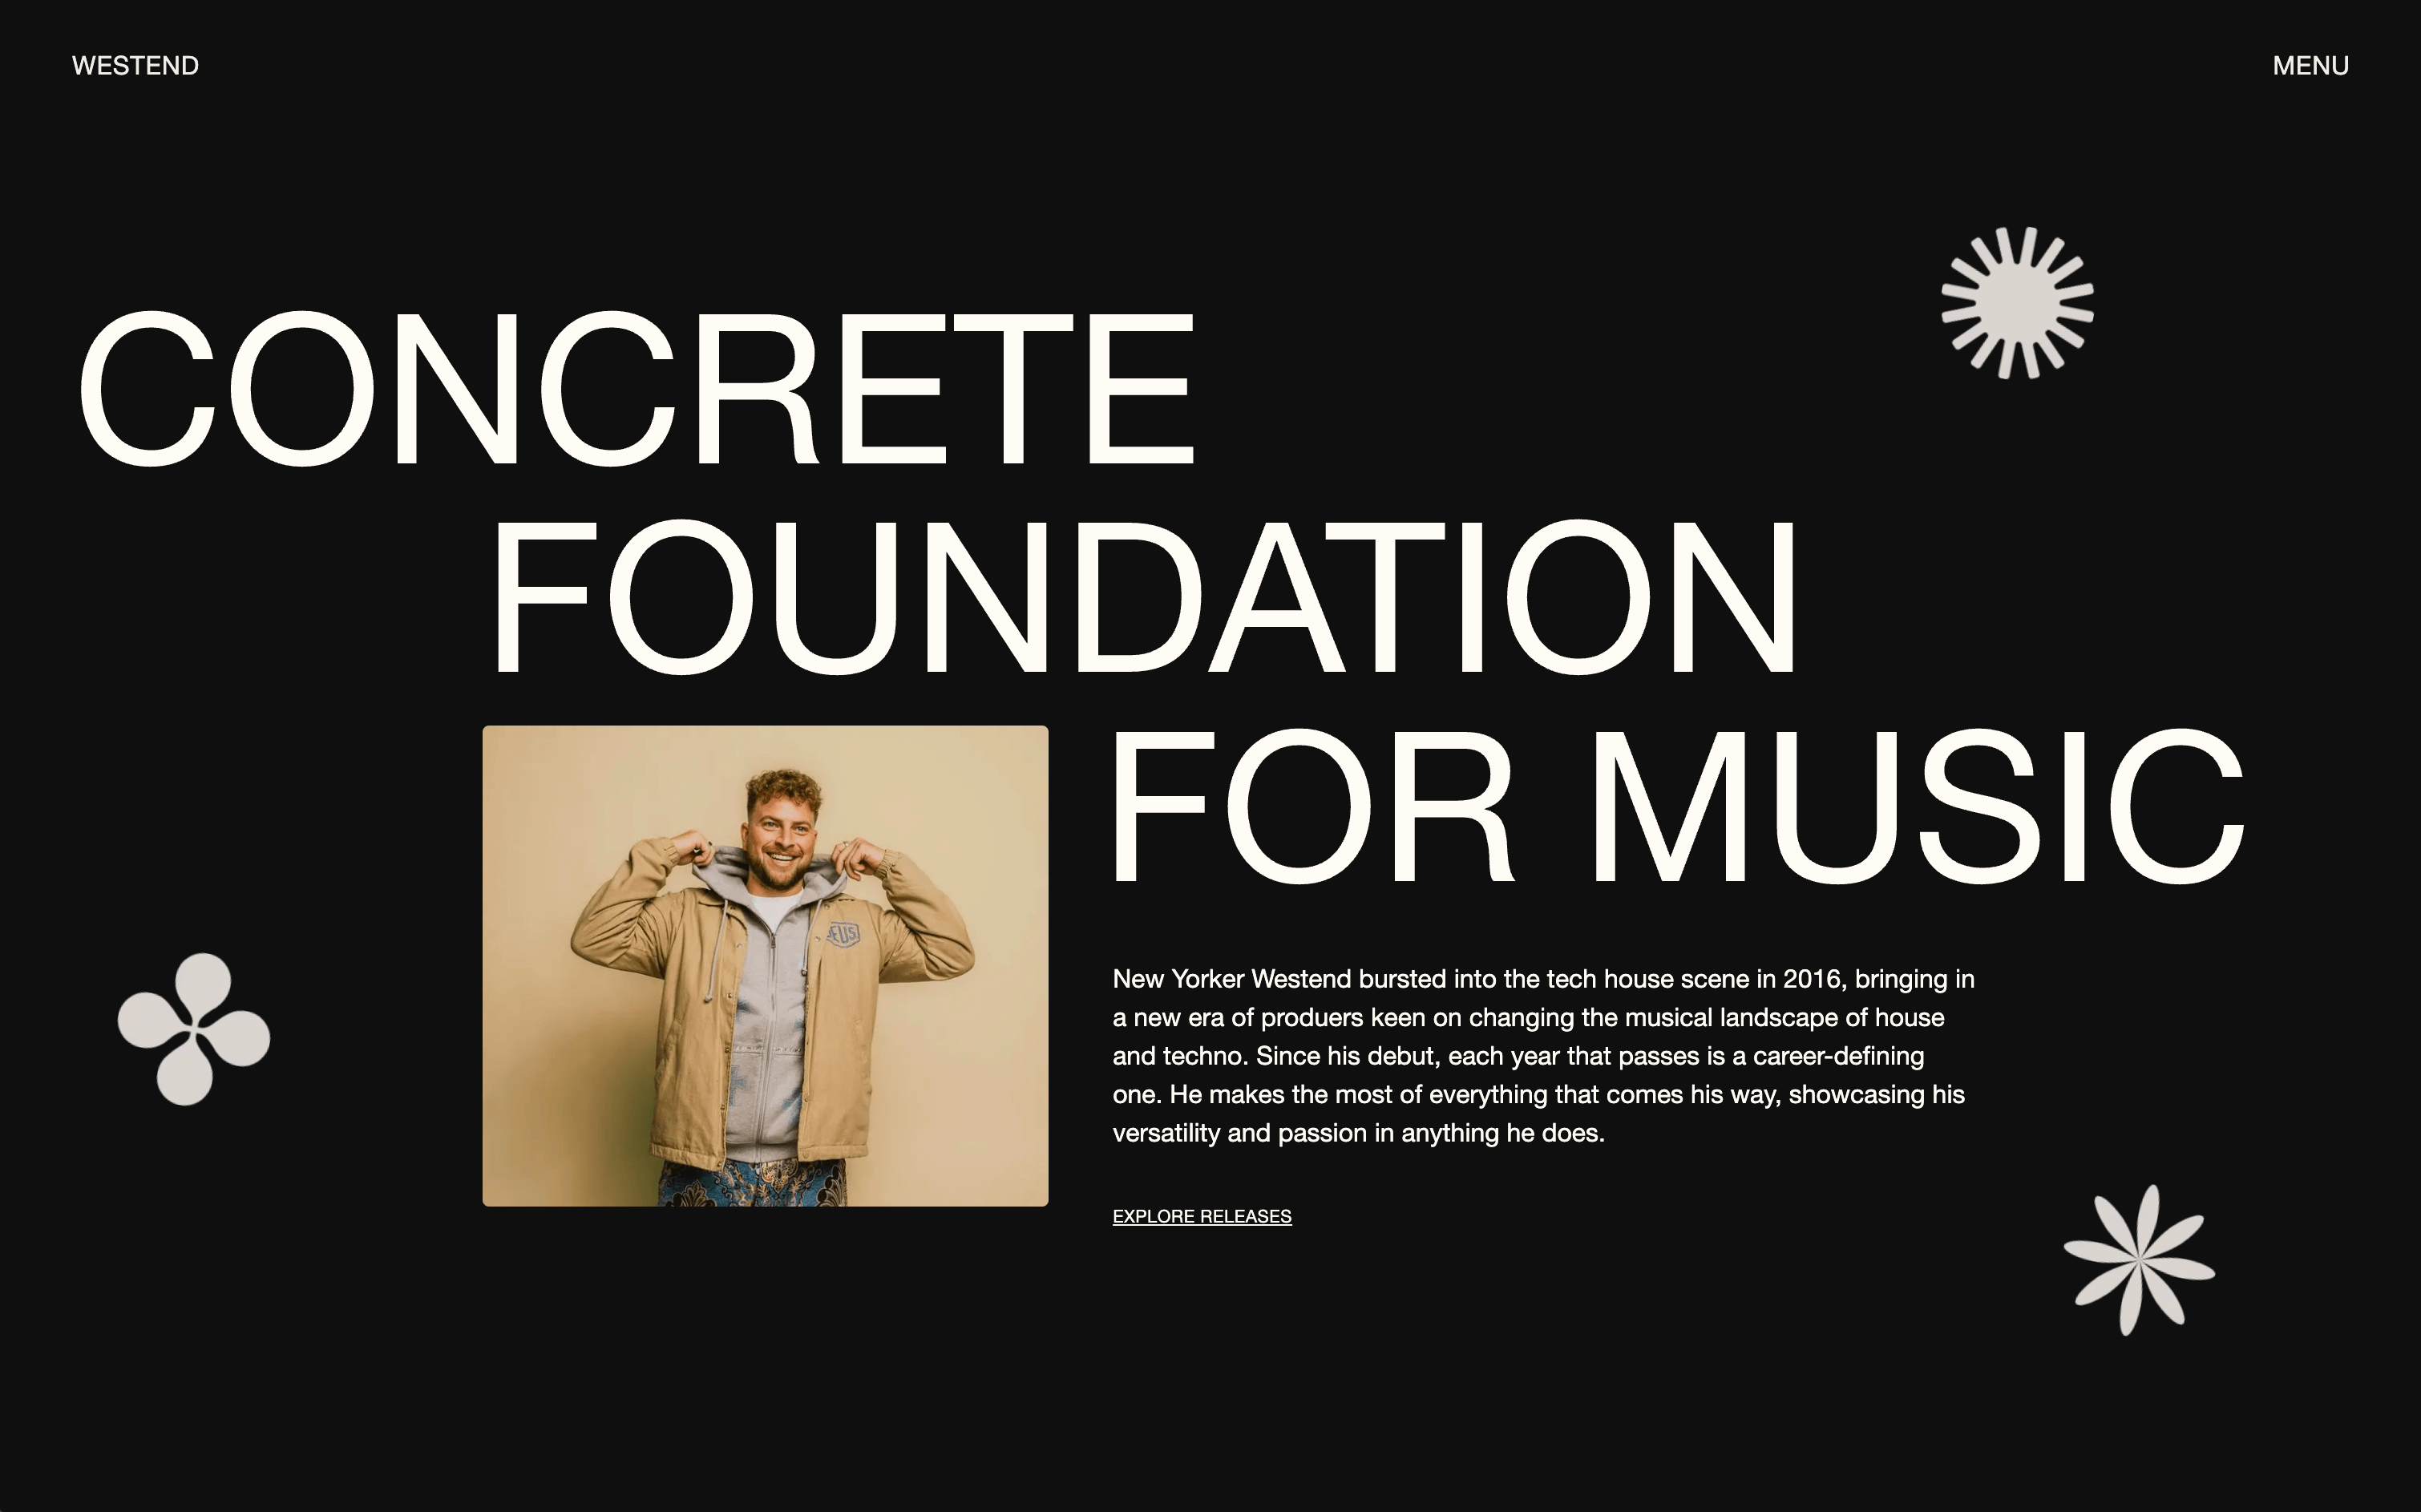 WESTEND
MENU
CONCRETE
FOUNDATION
FOR MUSIC
EUS
New Yorker Westend bursted into the tech house scene in 2016, bringing in
a new era of produers keen on changing the musical landscape of house
and techno. Since his debut, each year that passes is a career-defining
one. He makes the most of everything that comes his way, showcasing his
versatility and passion in anything he does.
EXPLORE RELEASES